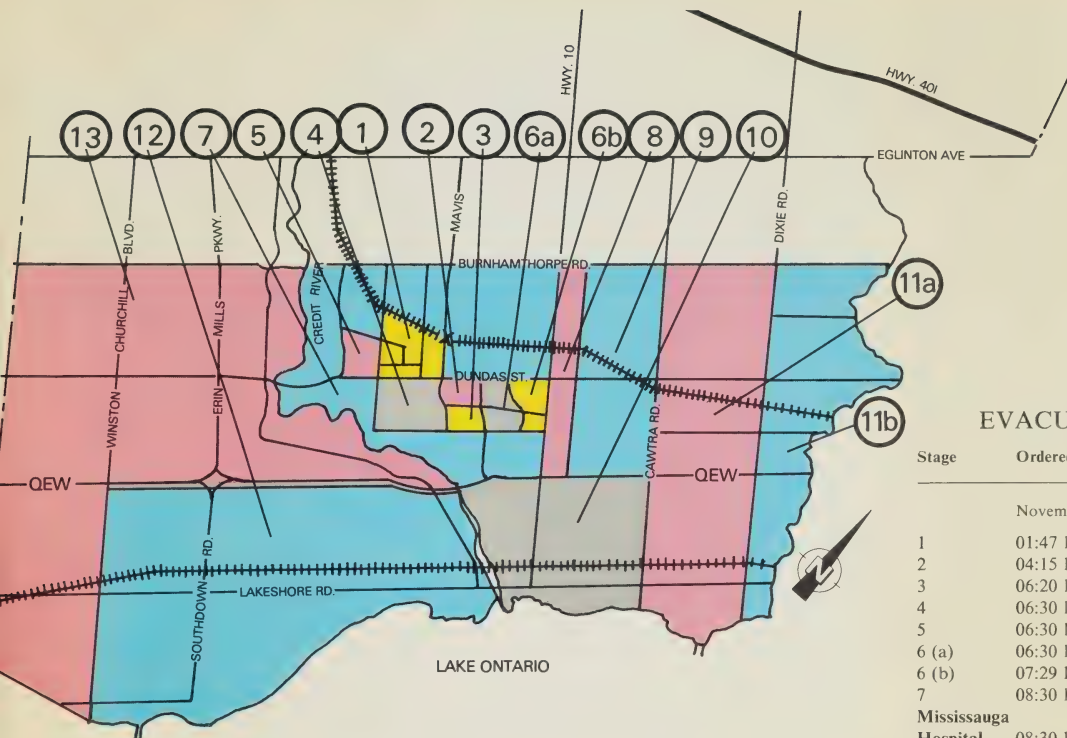 HWY. 401
HWY. 10
13 12 7 5 4 1 2 3 6a 6b 8 9 10
EGLINTON AVE
MAVIS
DIXIE RD.
WINSTON CHURCHILL BLVD.
ERIN MILLS PKWY.
CREDIT RIVER
BURNHAMTHORPE RD.
11a
DUNDAS ST.
11b
CAWTRA RD.
QEW
QEW
SOUTHDOWN RD.
LAKESHORE RD.
N
LAKE ONTARIO
EVACU
Stage Ordere
Novem
1 01:47
2 04:15
3 06:20
4 06:30
5 06:30
6 (a) 06:30
6 (b) 07:29
7 08:30
Mississauga
Hospital 08:30